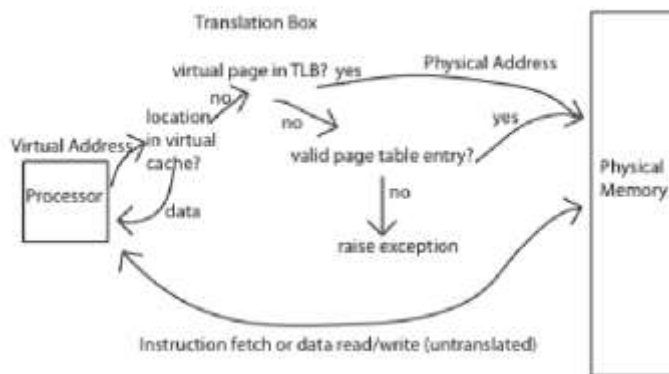 Translation Box
virtual page in TLB? yes
Physical Address
no
location
in virtual
cache?
no
yes
Virtual Address
valid page table entry?
Physical
Memory
Processor
data
no
raise exception
Instruction fetch or data read/write (untranslated)